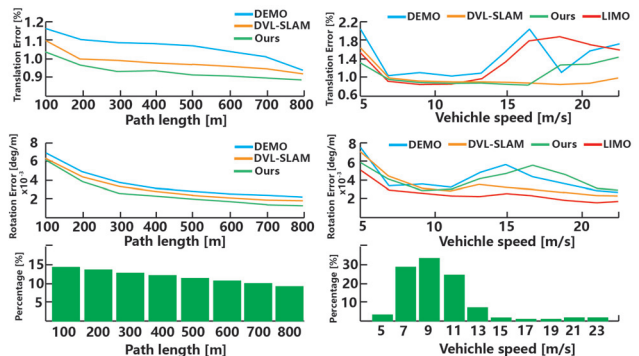 Translation Error [%]
1.2
1.1
1.0
0.9
DEMO
DVL-SLAM
Ours
100 200 300 400 500 600 700 800
Path length [m]
Translation Error [%]
2.2
1.8
1.4
1.0
0.6
DEMO DVL-SLAM Ours LIMO
5 10 15 20
Vehichle speed [m/s]
Rotation Error [deg/m]
x10⁻³
8
6
4
2
DEMO
DVL-SLAM
Ours
100 200 300 400 500 600 700 800
Path length [m]
Rotation Error [deg/m]
x10⁻³
8
6
4
2
DEMO DVL-SLAM Ours LIMO
5 10 15 20
Vehichle speed [m/s]
Percentage [%]
15
10
5
100 200 300 400 500 600 700 800
Path length [m]
Percentage [%]
30
20
10
5 7 9 11 13 15 17 19 21 23
Vehichle speed [m/s]